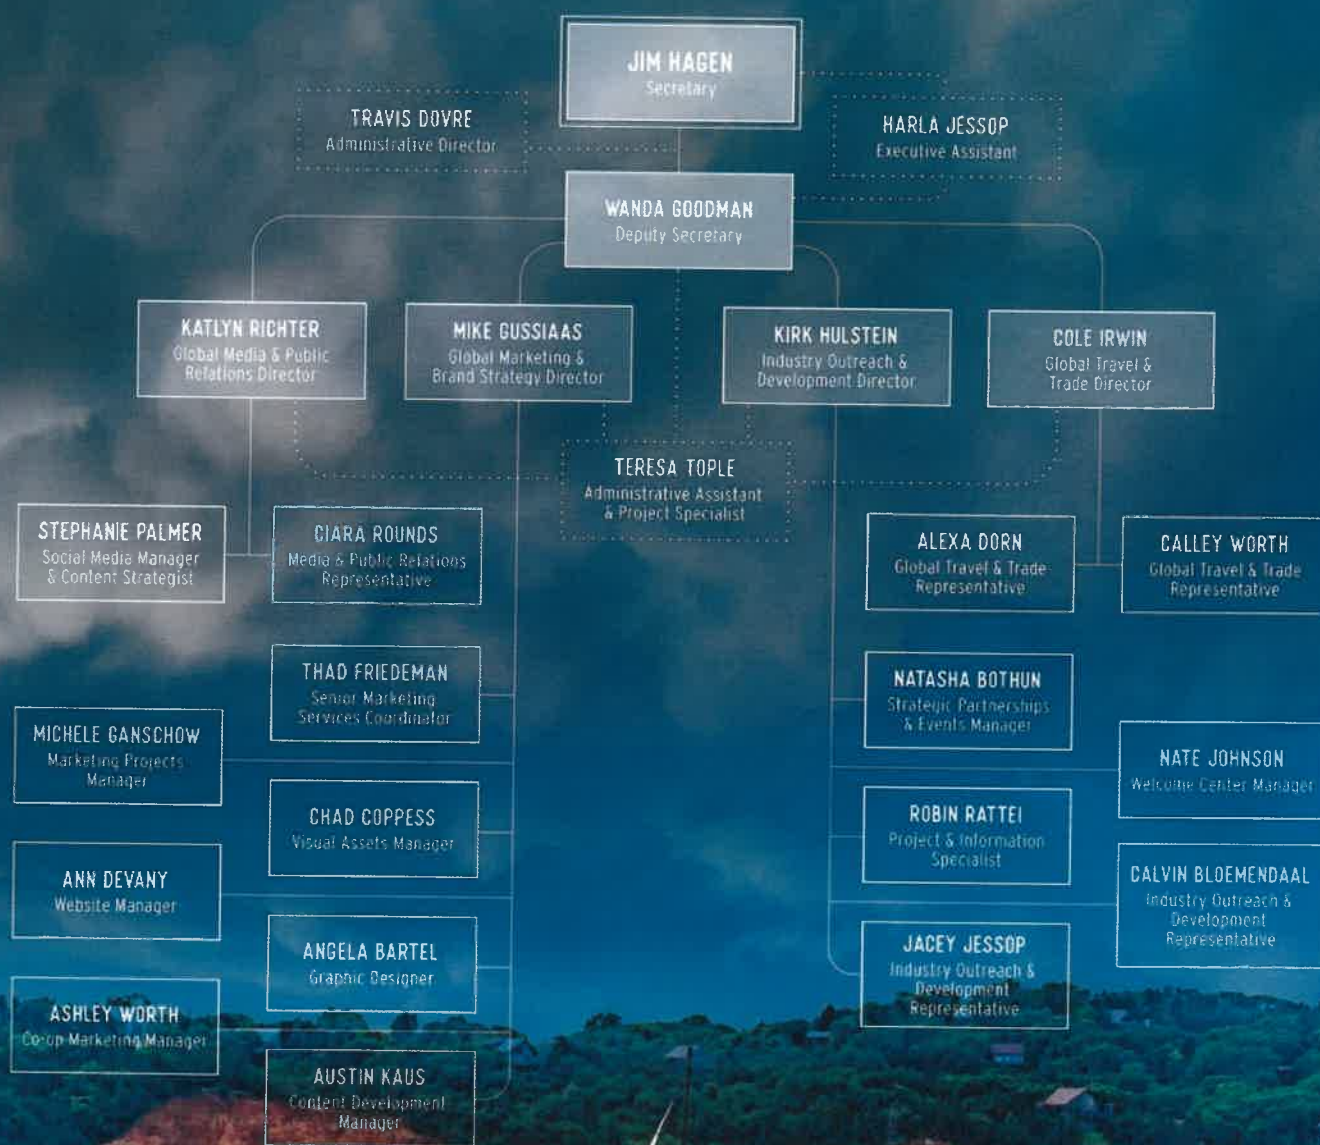 JIM HAGEN
Secretary
TRAVIS DOVRE
Administrative Director
HARLA JESSOP
Executive Assistant
WANDA GOODMAN
Deputy Secretary
KATLYN RICHTER
Global Media & Public
Relations Director
MIKE GUSSIAAS
Global Marketing &
Brand Strategy Director
KIRK HULSTEIN
Industry Outreach &
Development Director
COLE IRWIN
Global Travel &
Trade Director
TERESA TOPLE
Administrative Assistant
& Project Specialist
STEPHANIE PALMER
Social Media Manager
& Content Strategist
CIARA ROUNDS
Media & Public Relations
Representative
ALEXA DORN
Global Travel & Trade
Representative
CALLEY WORTH
Global Travel & Trade
Representative
THAD FRIEDEMAN
Senior Marketing
Services Coordinator
NATASHA BOTHUN
Strategic Partnerships
& Events Manager
MICHELE GANSCHOW
Marketing Projects
Manager
NATE JOHNSON
Welcome Center Manager
CHAD COPPESS
Visual Assets Manager
ROBIN RATTEI
Project & Information
Specialist
ANN DEVANY
Website Manager
CALVIN BLOEMENDAAL
Industry Outreach &
Development
Representative
ANGELA BARTEL
Graphic Designer
JACEY JESSOP
Industry Outreach &
Development
Representative
ASHLEY WORTH
Co-op Marketing Manager
AUSTIN KAUS
Content Development
Manager